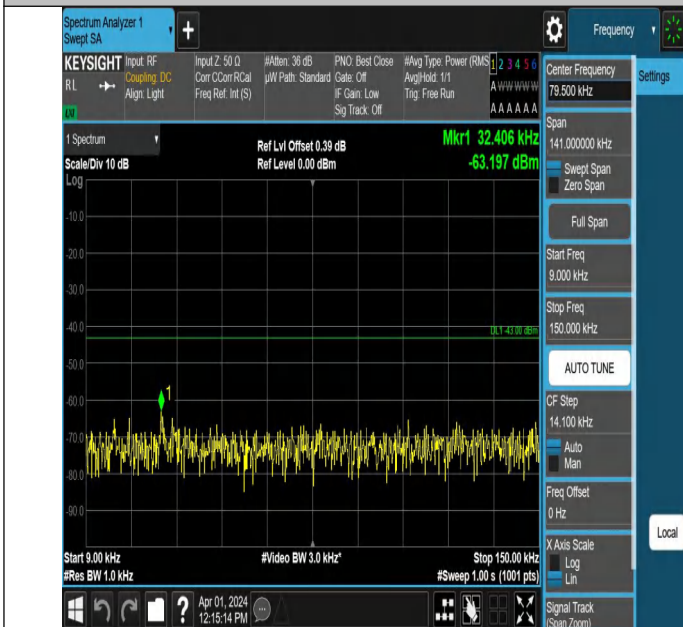 Spectrum Analyzer 1
Swept SA
+
Frequency
KEYSIGHT
RL
Input: RF
Coupling: DC
Align: Light
Input Z: 50 Ω
Corr CCorr RCal
Freq Ref: Int (S)
#Atten: 36 dB
µW Path: Standard
PNO: Best Close
Gate: Off
IF Gain: Low
Sig Track: Off
#Avg Type: Power (RMS
Avg|Hold: 1/1
Trig: Free Run
1 2 3 4 5 6
A W W W W W
A A A A A A
1 Spectrum
Scale/Div 10 dB
Log
Ref Lvl Offset 0.39 dB
Ref Level 0.00 dBm
Mkr1 32.406 kHz
-63.197 dBm
-10.0
-20.0
-30.0
-40.0
-50.0
-60.0
-70.0
-80.0
-90.0
DL1 -43.00 dBm
1
Start 9.00 kHz
#Res BW 1.0 kHz
#Video BW 3.0 kHz*
Stop 150.00 kHz
#Sweep 1.00 s (1001 pts)
Apr 01, 2024
12:15:14 PM
?
Center Frequency
79.500 kHz
Settings
Span
141.000000 kHz
Swept Span
Zero Span
Full Span
Start Freq
9.000 kHz
Stop Freq
150.000 kHz
AUTO TUNE
CF Step
14.100 kHz
Auto
Man
Freq Offset
0 Hz
X Axis Scale
Log
Lin
Local
Signal Track
(Span Zoom)